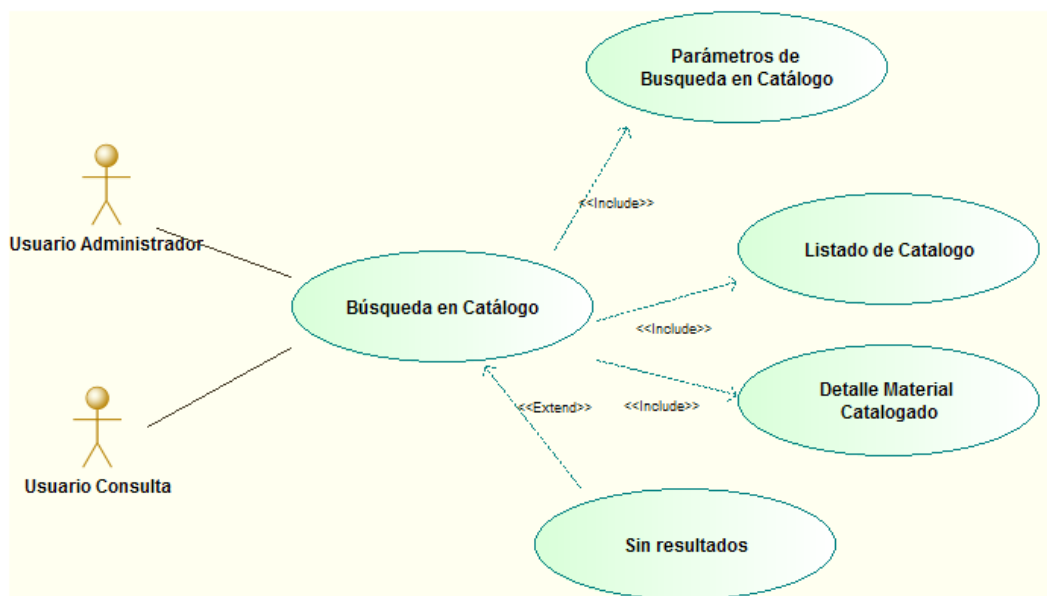 Parámetros de
Busqueda en Catálogo
<<Include>>
Usuario Administrador
Listado de Catalogo
Búsqueda en Catálogo
<<Include>>
Detalle Material
Catalogado
<<Extend>>
<<Include>>
Usuario Consulta
Sin resultados